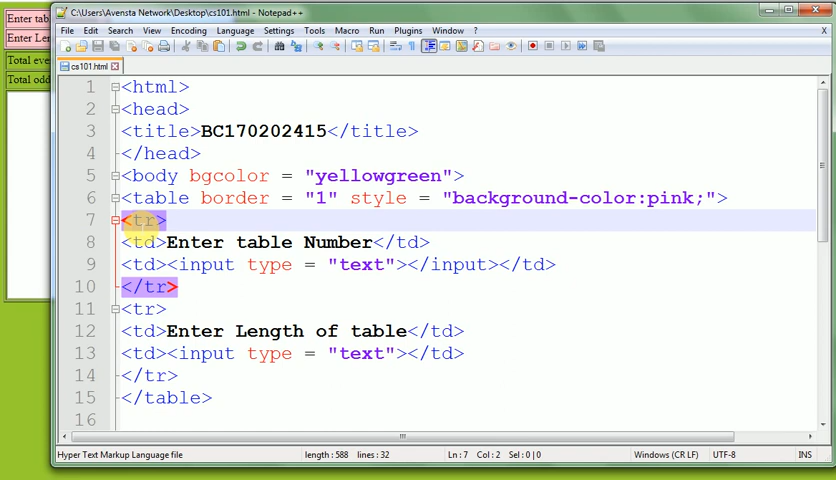 C:\Users\Avensta Network\Desktop\cs101.html - Notepad++
File Edit Search View Encoding Language Settings Tools Macro Run Plugins Window ? X
cs101.html
1 <html>
2 <head>
3 <title>BC170202415</title>
4 </head>
5 <body bgcolor = "yellowgreen">
6 <table border = "1" style = "background-color:pink;">
7 <tr>
8 <td>Enter table Number</td>
9 <td><input type = "text"></input></td>
10 </tr>
11 <tr>
12 <td>Enter Length of table</td>
13 <td><input type = "text"></td>
14 </tr>
15 </table>
16
Hyper Text Markup Language file length : 588 lines : 32 Ln : 7 Col : 2 Sel : 0 | 0 Windows (CR LF) UTF-8 INS
Enter tab
Enter Len
Total eve
Total odd